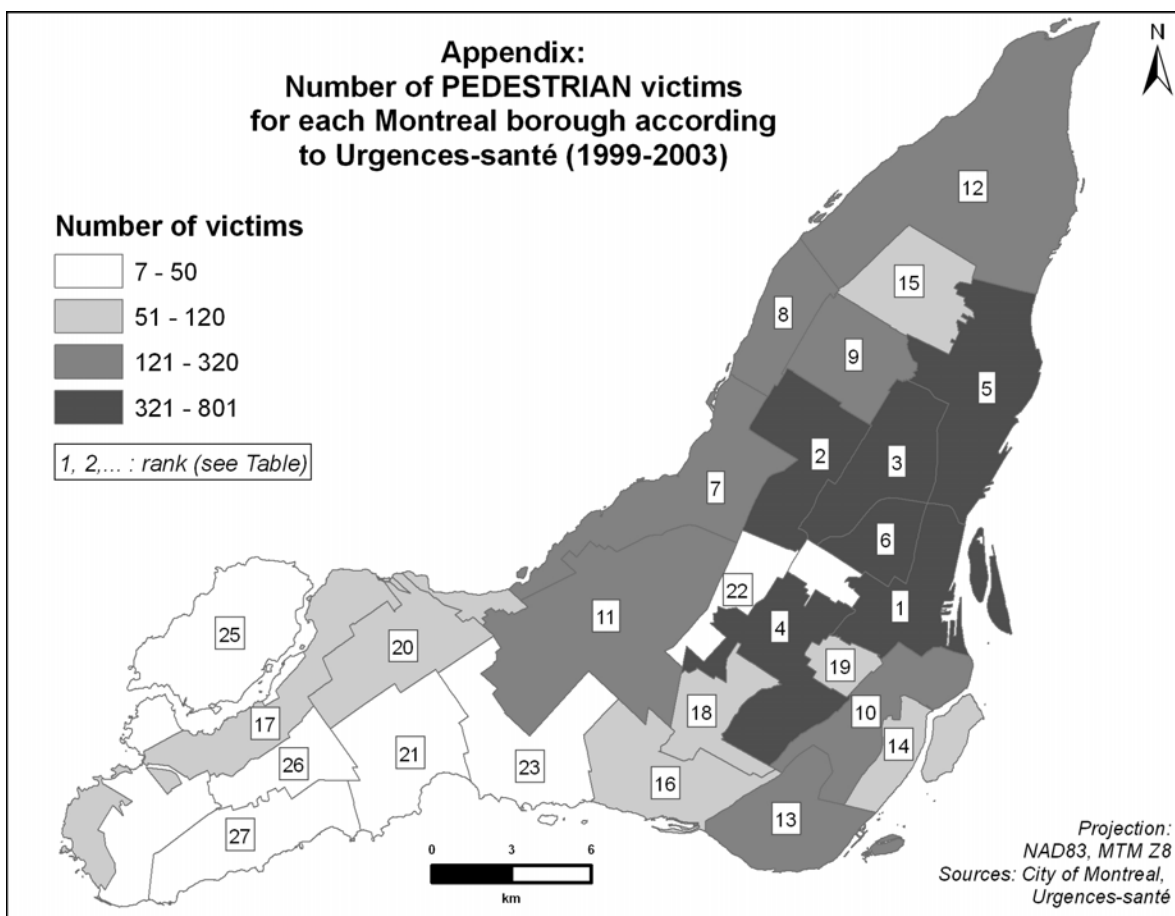 Appendix:
Number of PEDESTRIAN victims
for each Montreal borough according
to Urgences-santé (1999-2003)
N
Number of victims
7 - 50
51 - 120
121 - 320
321 - 801
1, 2,... : rank (see Table)
12
15
8
9
5
2
3
7
6
22
1
11
4
25
20
19
18
10
17
14
26
21
23
16
13
27
0 3 6
km
Projection:
NAD83, MTM Z8
Sources: City of Montreal,
Urgences-santé